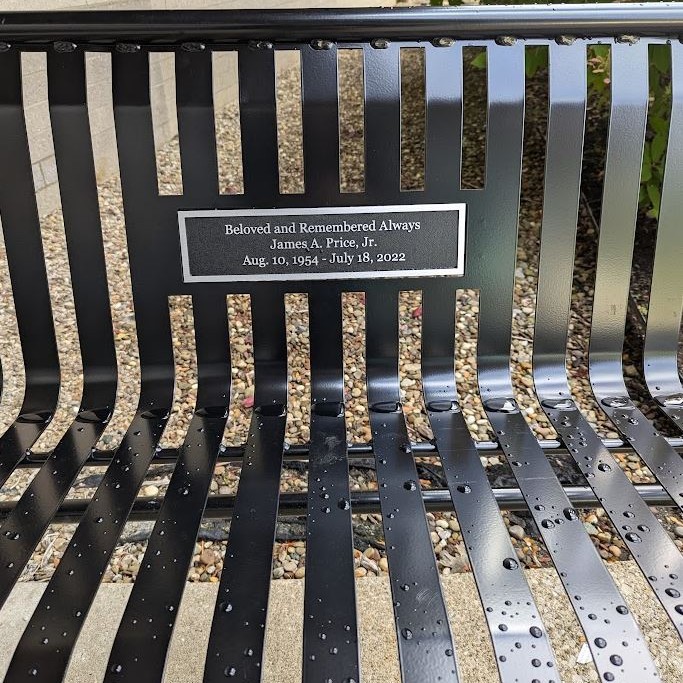 Beloved and Remembered Always
James A. Price, Jr.
Aug. 10, 1954 - July 18, 2022